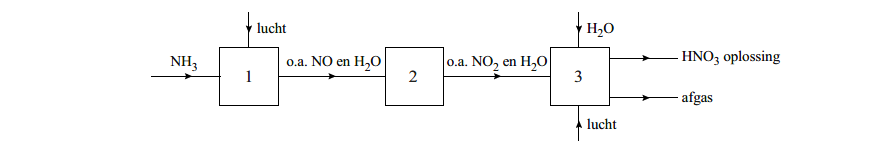 lucht
H₂O
NH₃
1
o.a. NO en H₂O
2
o.a. NO₂ en H₂O
3
HNO₃ oplossing
afgas
lucht